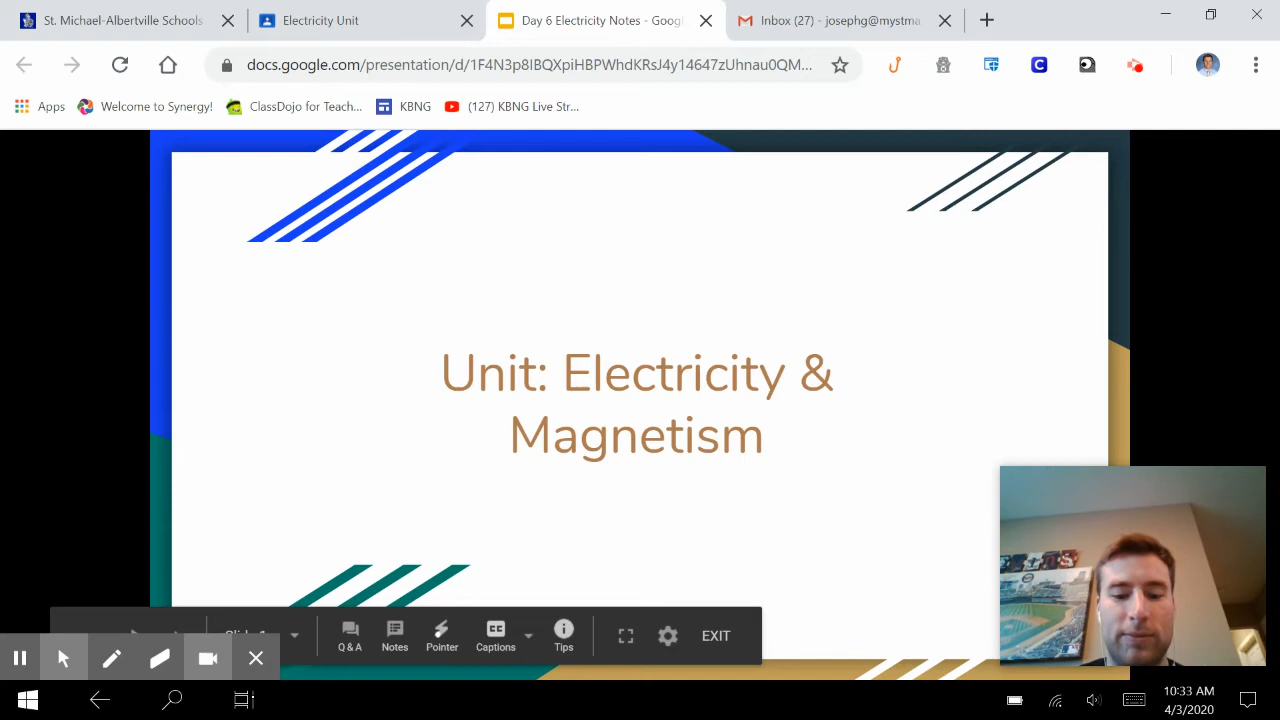 St. Michael-Albertville Schools
Electricity Unit
Day 6 Electricity Notes - Goog
Inbox (27) - josephg@mystma
docs.google.com/presentation/d/1F4N3p8IBQXpiHBPWhdKRsJ4y14647zUhnau0QM...
Apps
Welcome to Synergy!
ClassDojo for Teach...
KBNG
(127) KBNG Live Str...
Unit: Electricity &
Magnetism
Q & A
Notes
Pointer
Captions
Tips
EXIT
10:33 AM
4/3/2020